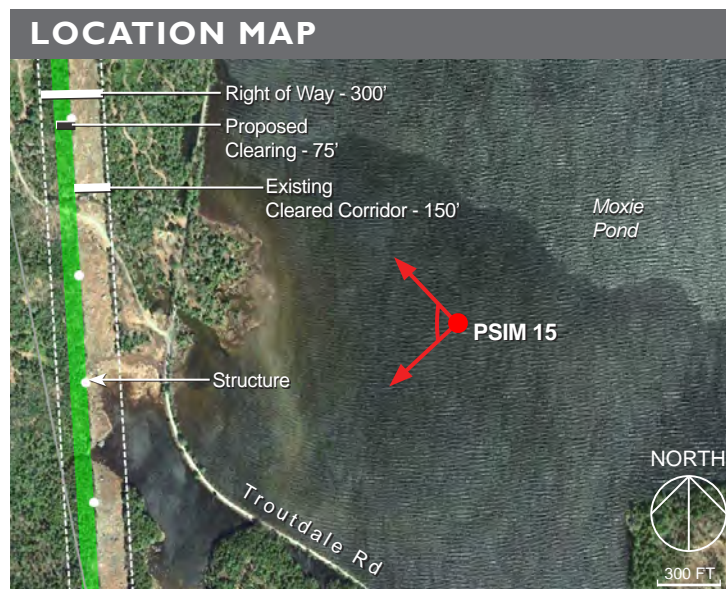 LOCATION MAP
Right of Way - 300'
Proposed
Clearing - 75'
Existing
Cleared Corridor - 150'
Moxie
Pond
PSIM 15
Structure
Troutdale Rd
NORTH
300 FT